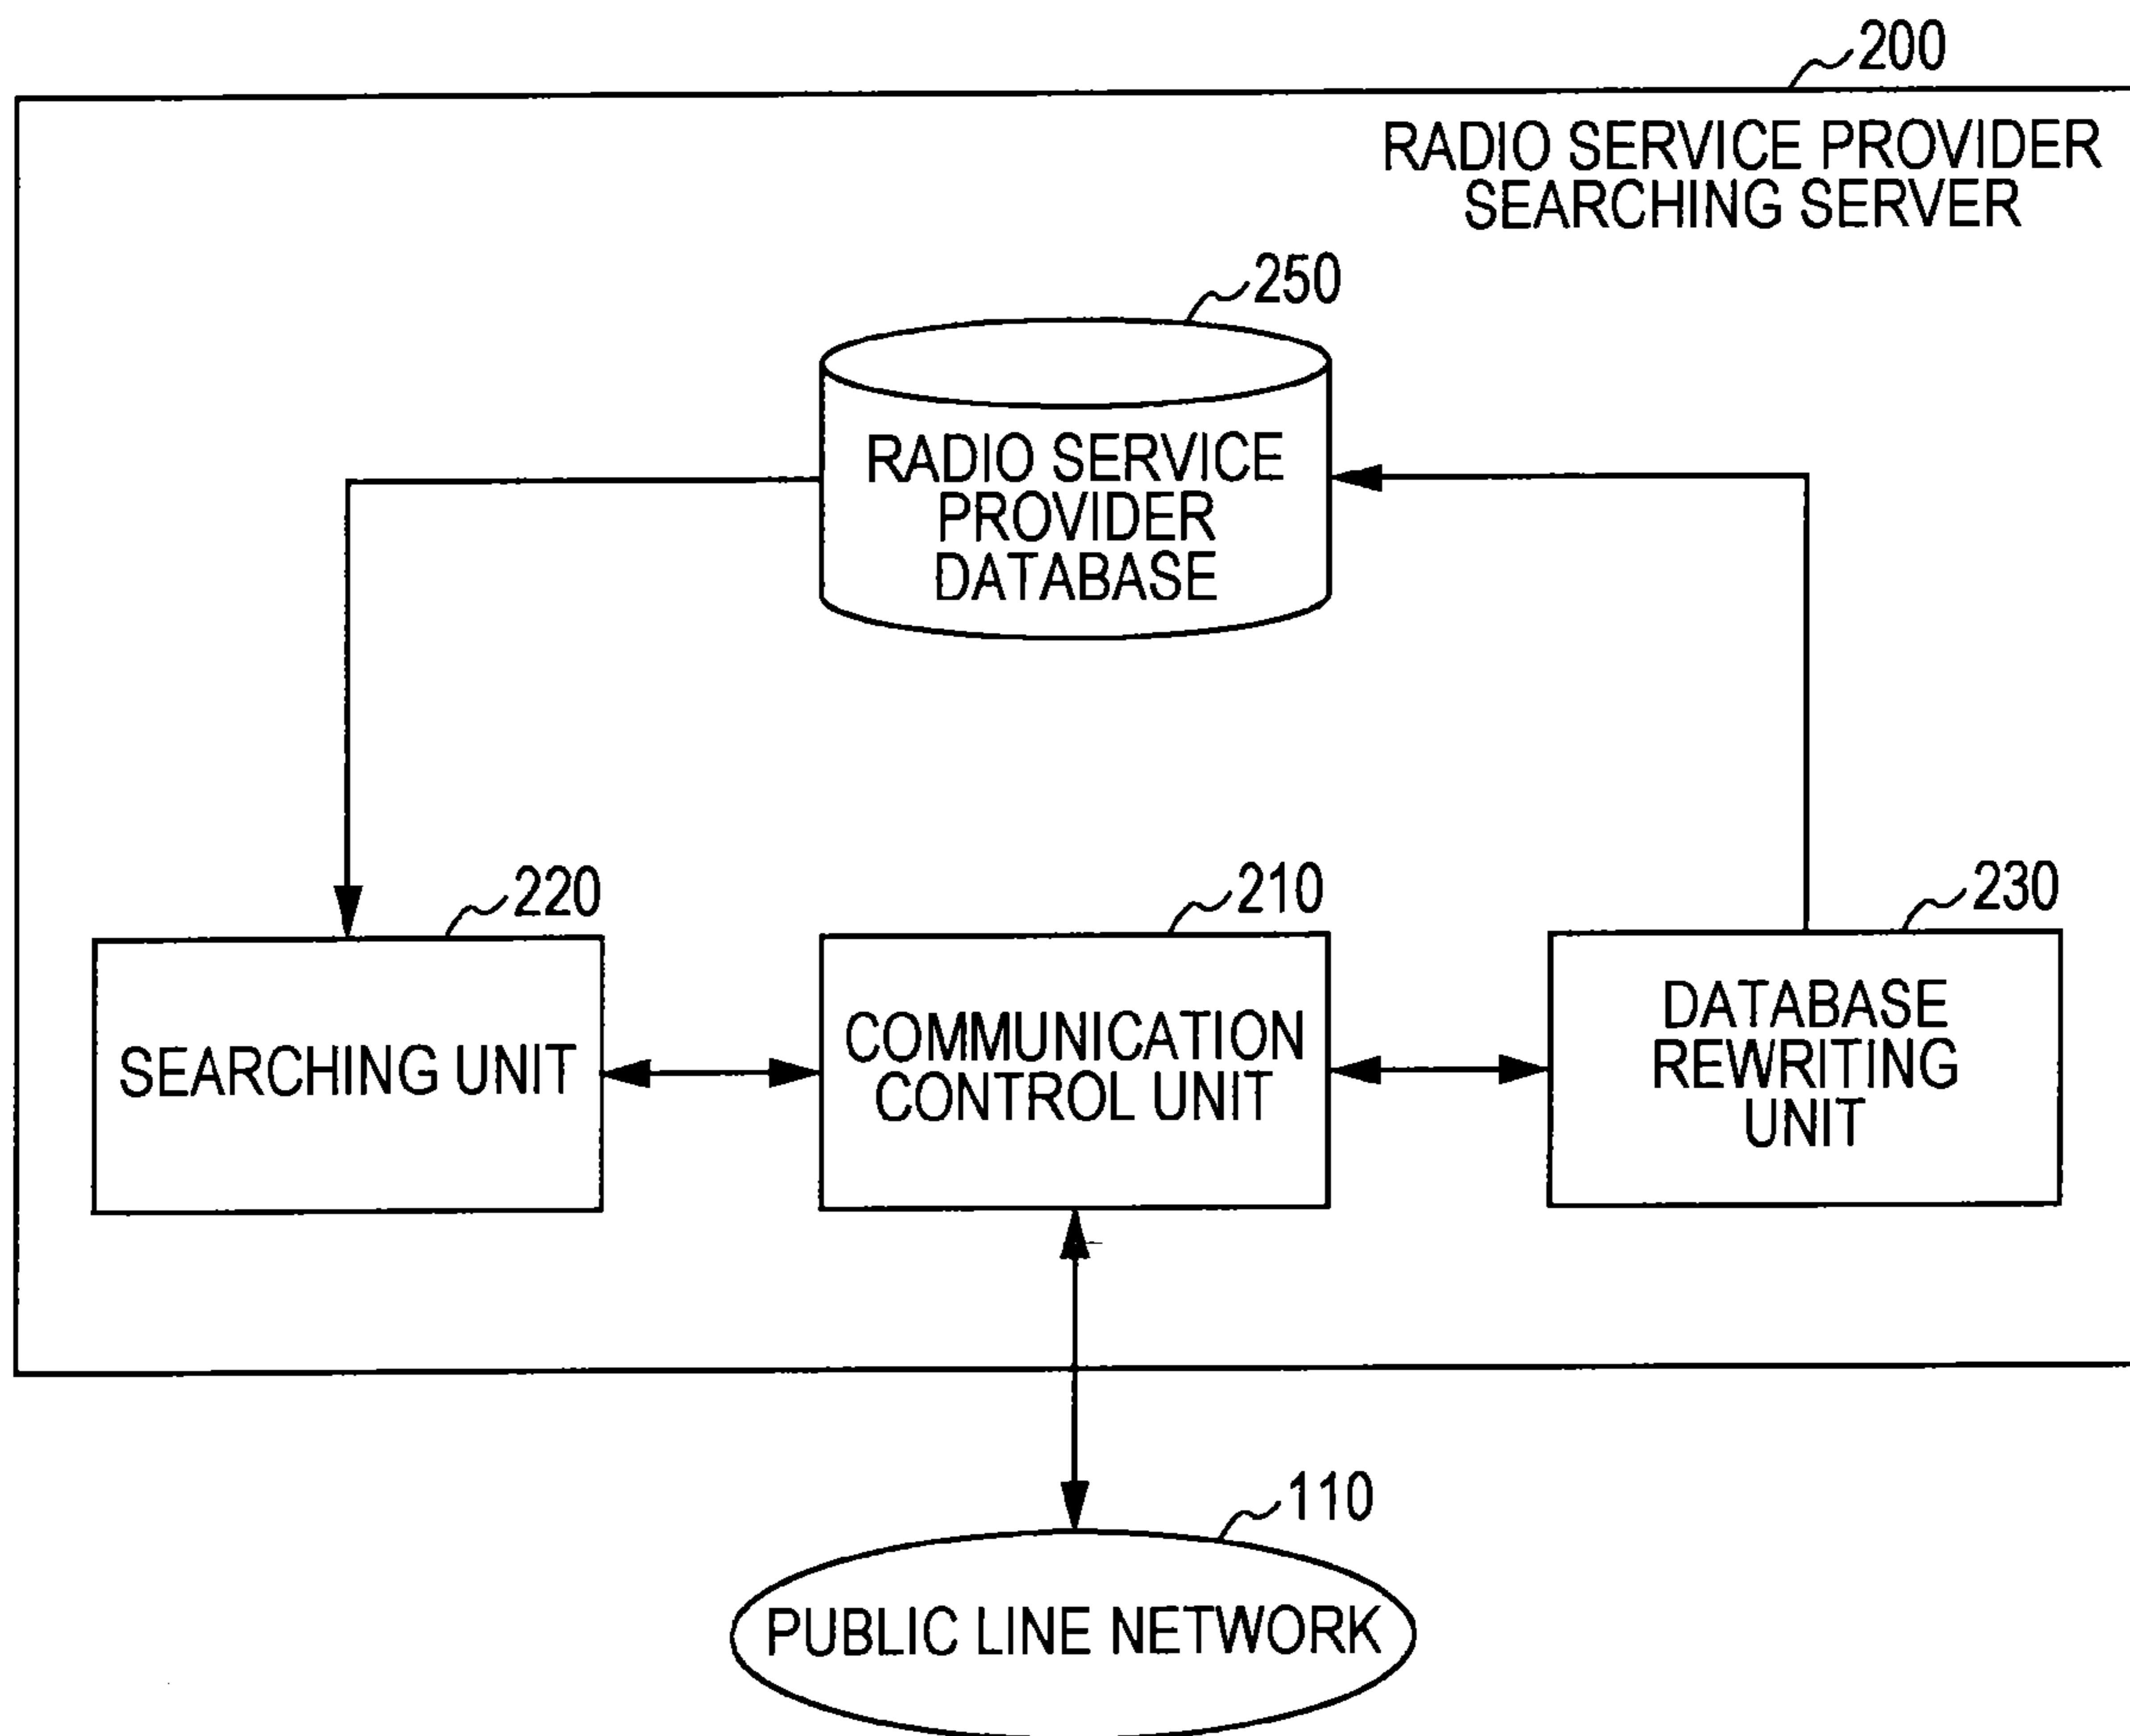 200
RADIO SERVICE PROVIDER
SEARCHING SERVER
250
RADIO SERVICE
PROVIDER
DATABASE
220
210
230
SEARCHING UNIT
COMMUNICATION
CONTROL UNIT
DATABASE
REWRITING
UNIT
110
PUBLIC LINE NETWORK